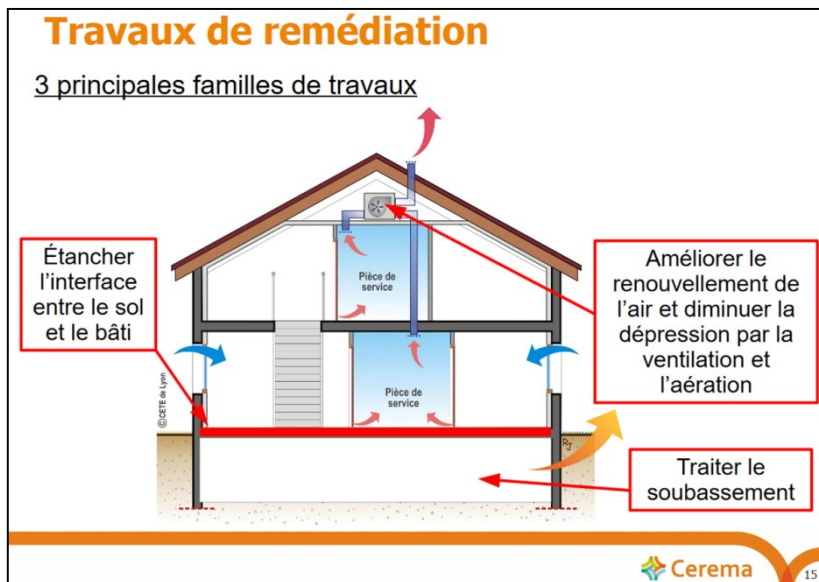 Travaux de remédiation
3 principales familles de travaux
Étancher
l'interface
entre le sol
et le bâti
Pièce de
service
Améliorer le
renouvellement de
l'air et diminuer la
dépression par la
ventilation et
l'aération
Pièce de
service
©CETE de Lyon
RJ
Traiter le
soubassement
Cerema
15